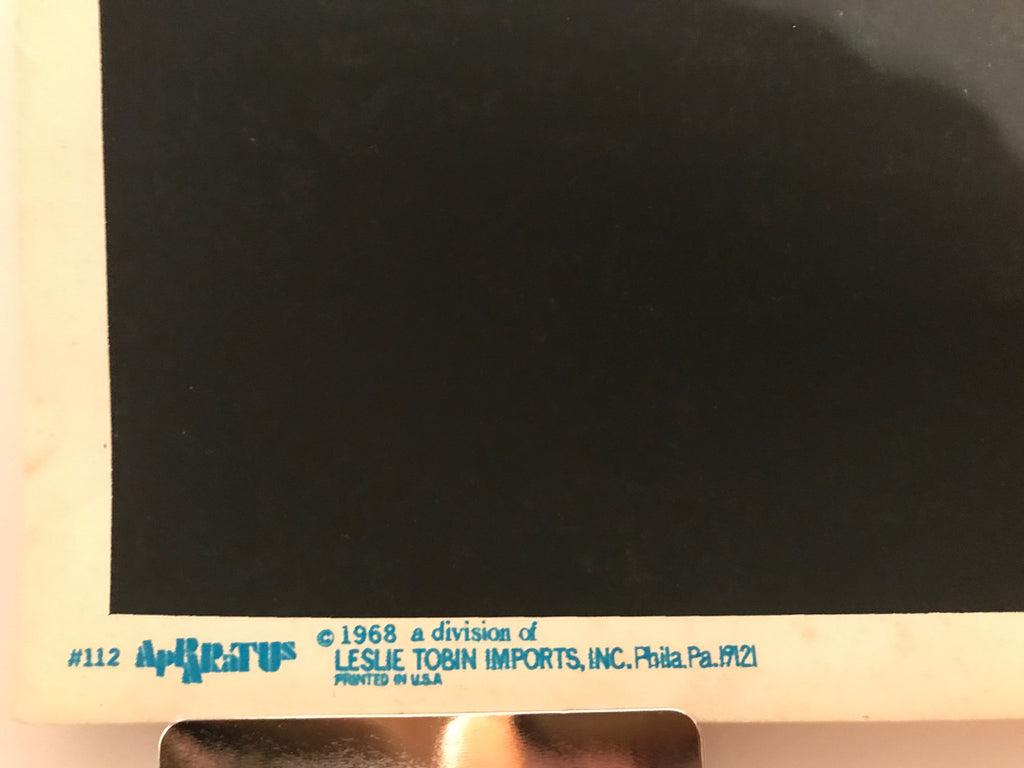 #112 APPARATUS © 1968 a division of
LESLIE TOBIN IMPORTS, INC. Phila. Pa. 19121
PRINTED IN U.S.A